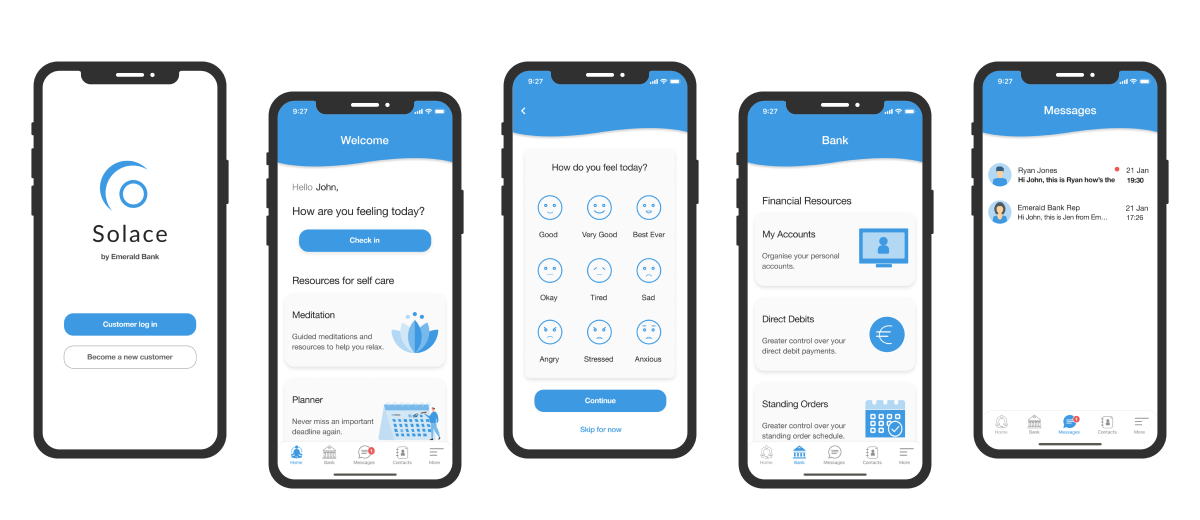 Solace
by Emerald Bank
Customer log in
Become a new customer
9:27
Welcome
Hello John,
How are you feeling today?
Check in
Resources for self care
Meditation
Guided meditations and
resources to help you relax.
Planner
Never miss an important
deadline again.
Home
Bank
1
Messages
Contacts
More
9:27
How do you feel today?
Good
Very Good
Best Ever
Okay
Tired
Sad
Angry
Stressed
Anxious
Continue
Skip for now
9:27
Bank
Financial Resources
My Accounts
Organise your personal
accounts.
Direct Debits
Greater control over your
direct debit payments.
€
Standing Orders
Greater control over your
standing order schedule.
Home
Bank
Messages
Contacts
More
9:27
Messages
Ryan Jones
21 Jan
Hi John, this is Ryan how's the
19:30
Emerald Bank Rep
21 Jan
Hi John, this is Jen from Em...
17:26
Home
Bank
1
Messages
Contacts
More